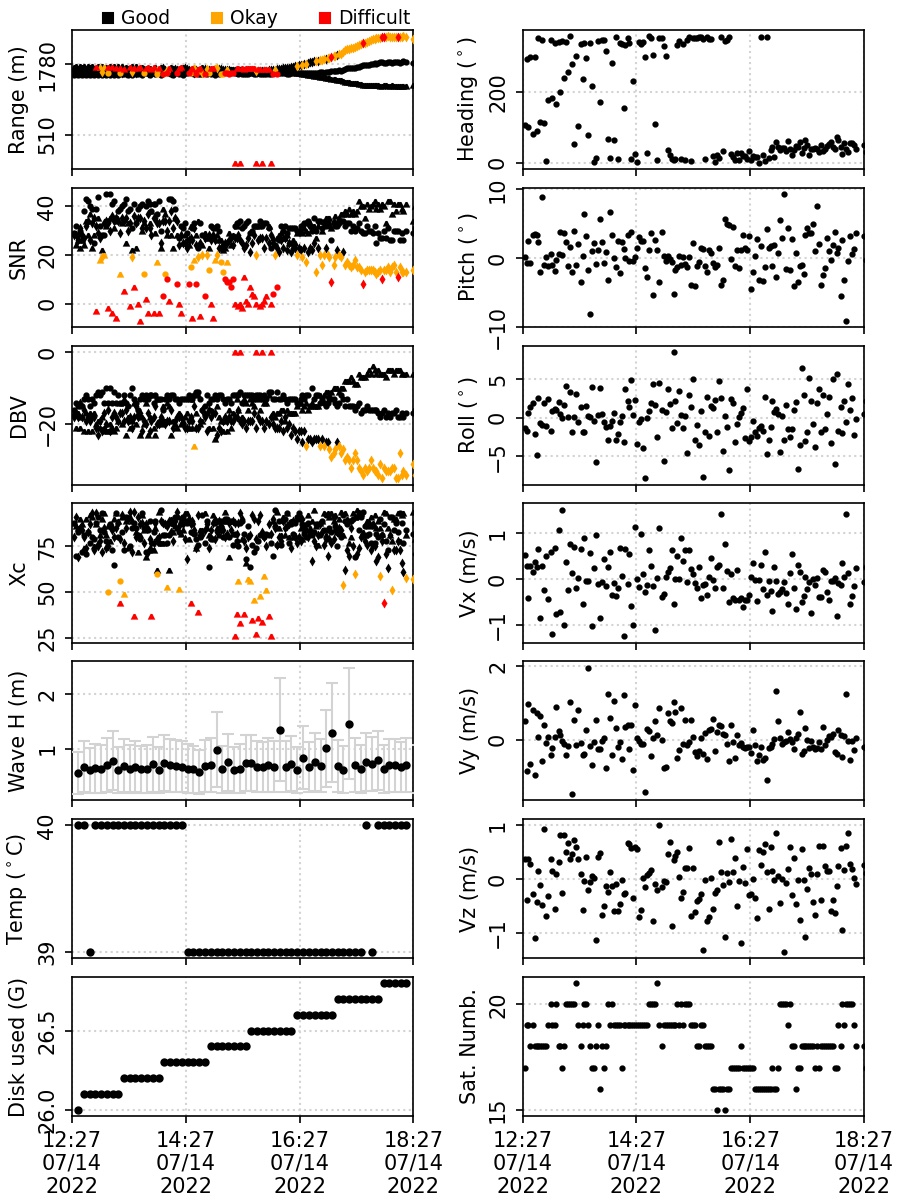 Good Okay Difficult
Range (m)
1780
510
Heading (°)
200
0
SNR
40
20
0
Pitch (°)
10
0
−10
DBV
0
−20
Roll (°)
5
0
−5
Xc
75
50
25
Vx (m/s)
1
0
−1
Wave H (m)
2
1
Vy (m/s)
2
0
Temp (°C)
40
39
Vz (m/s)
1
0
−1
Disk used (G)
26.5
26.0
Sat. Numb.
20
15
12:27 14:27 16:27 18:27
07/14 07/14 07/14 07/14
2022 2022 2022 2022
12:27 14:27 16:27 18:27
07/14 07/14 07/14 07/14
2022 2022 2022 2022